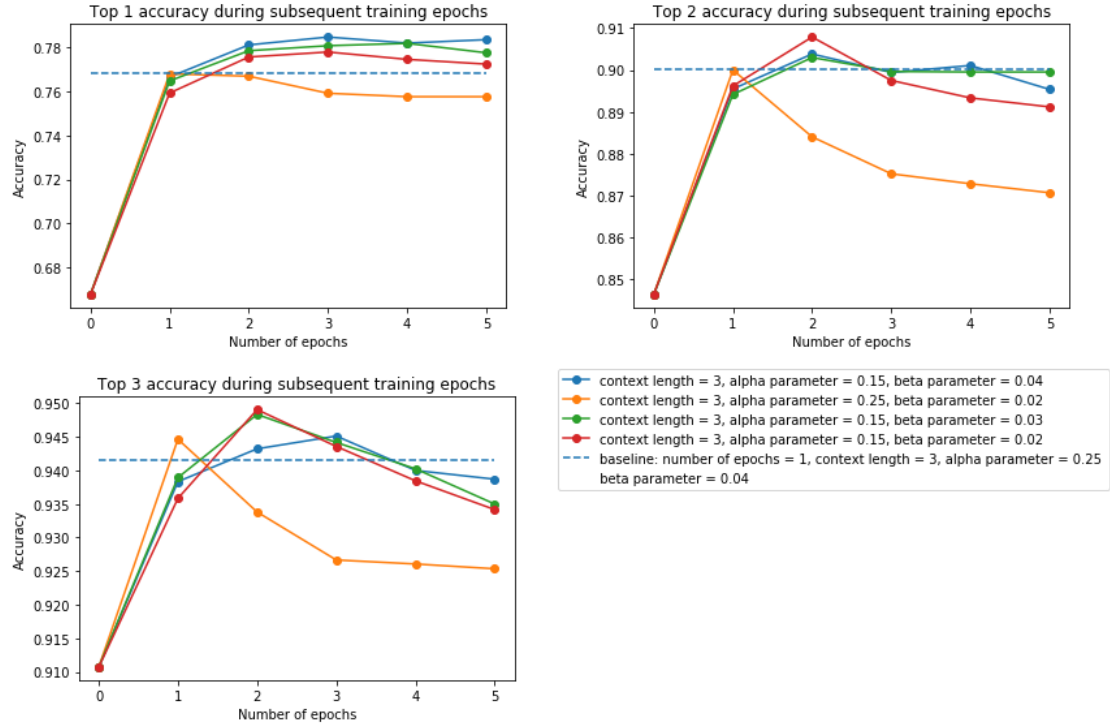 Top 1 accuracy during subsequent training epochs
0.78
0.76
0.74
0.72
0.70
0.68
Accuracy
0 1 2 3 4 5
Number of epochs
Top 2 accuracy during subsequent training epochs
0.91
0.90
0.89
0.88
0.87
0.86
0.85
Accuracy
0 1 2 3 4 5
Number of epochs
Top 3 accuracy during subsequent training epochs
0.950
0.945
0.940
0.935
0.930
0.925
0.920
0.915
0.910
Accuracy
0 1 2 3 4 5
Number of epochs
context length = 3, alpha parameter = 0.15, beta parameter = 0.04
context length = 3, alpha parameter = 0.25, beta parameter = 0.02
context length = 3, alpha parameter = 0.15, beta parameter = 0.03
context length = 3, alpha parameter = 0.15, beta parameter = 0.02
baseline: number of epochs = 1, context length = 3, alpha parameter = 0.25
beta parameter = 0.04